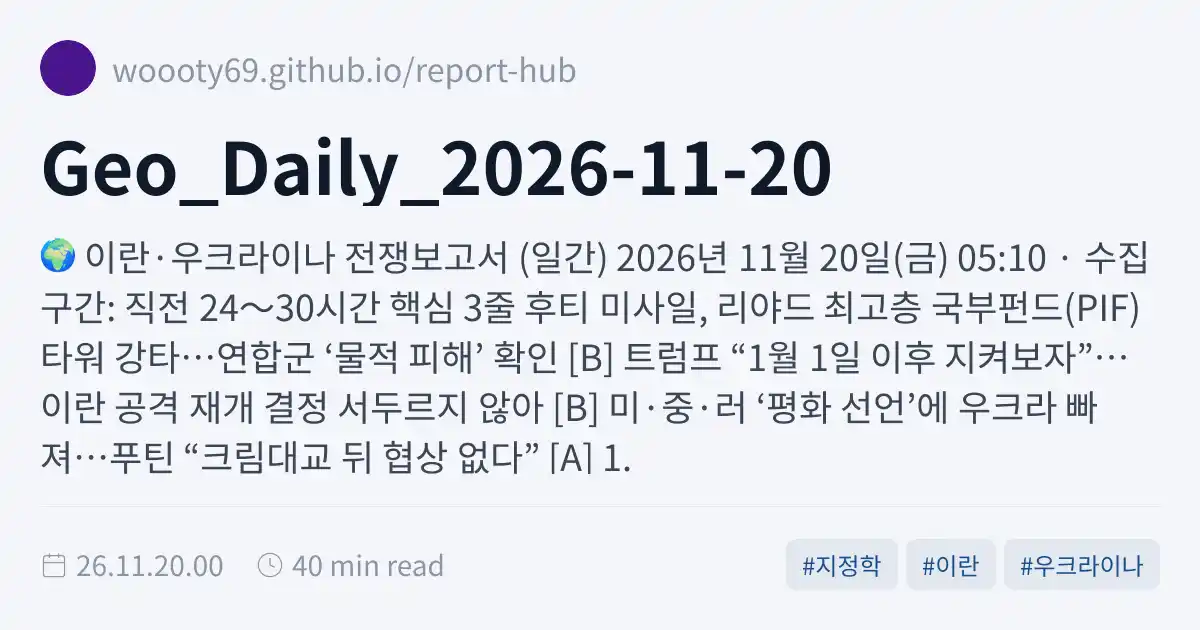 woooty69.github.io/report-hub
Geo_Daily_2026-11-20
🌍 이란·우크라이나 전쟁보고서 (일간) 2026년 11월 20일(금) 05:10 · 수집
구간: 직전 24～30시간 핵심 3줄 후티 미사일, 리야드 최고층 국부펀드(PIF)
타워 강타…연합군 ‘물적 피해’ 확인 [B] 트럼프 “1월 1일 이후 지켜보자”…
이란 공격 재개 결정 서두르지 않아 [B] 미·중·러 ‘평화 선언’에 우크라 빠
져…푸틴 “크림대교 뒤 협상 없다” [A] 1.
26.11.20.00
40 min read
#지정학 #이란 #우크라이나